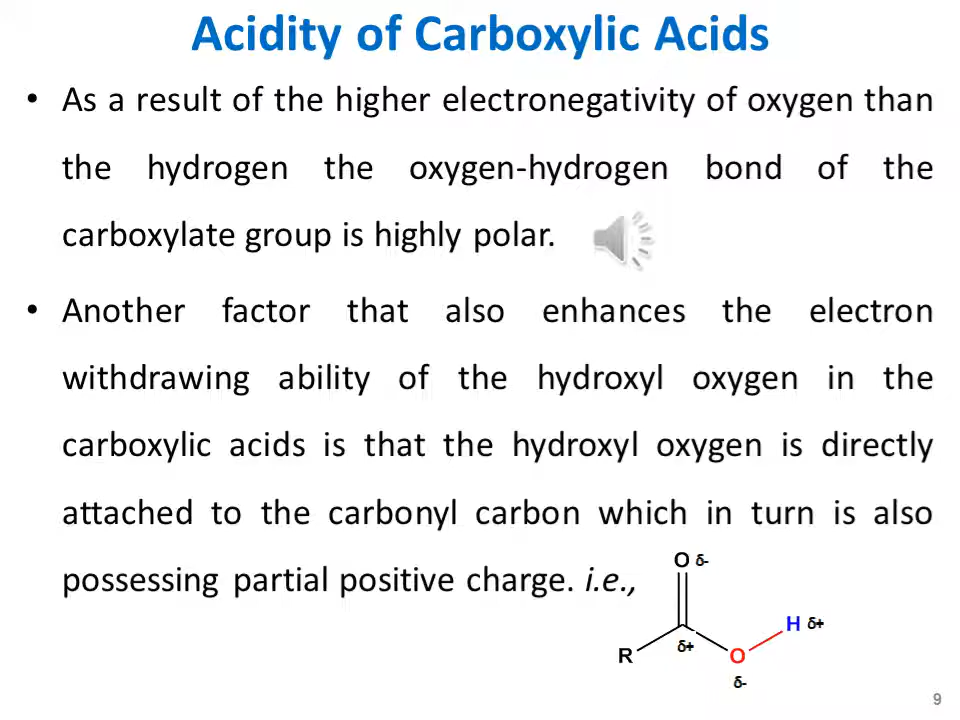 Acidity of Carboxylic Acids
• As a result of the higher electronegativity of oxygen than
the hydrogen the oxygen-hydrogen bond of the
carboxylate group is highly polar.
• Another factor that also enhances the electron
withdrawing ability of the hydroxyl oxygen in the
carboxylic acids is that the hydroxyl oxygen is directly
attached to the carbonyl carbon which in turn is also
possessing partial positive charge. i.e.,
O δ-
H δ+
δ+
R
O
δ-
9